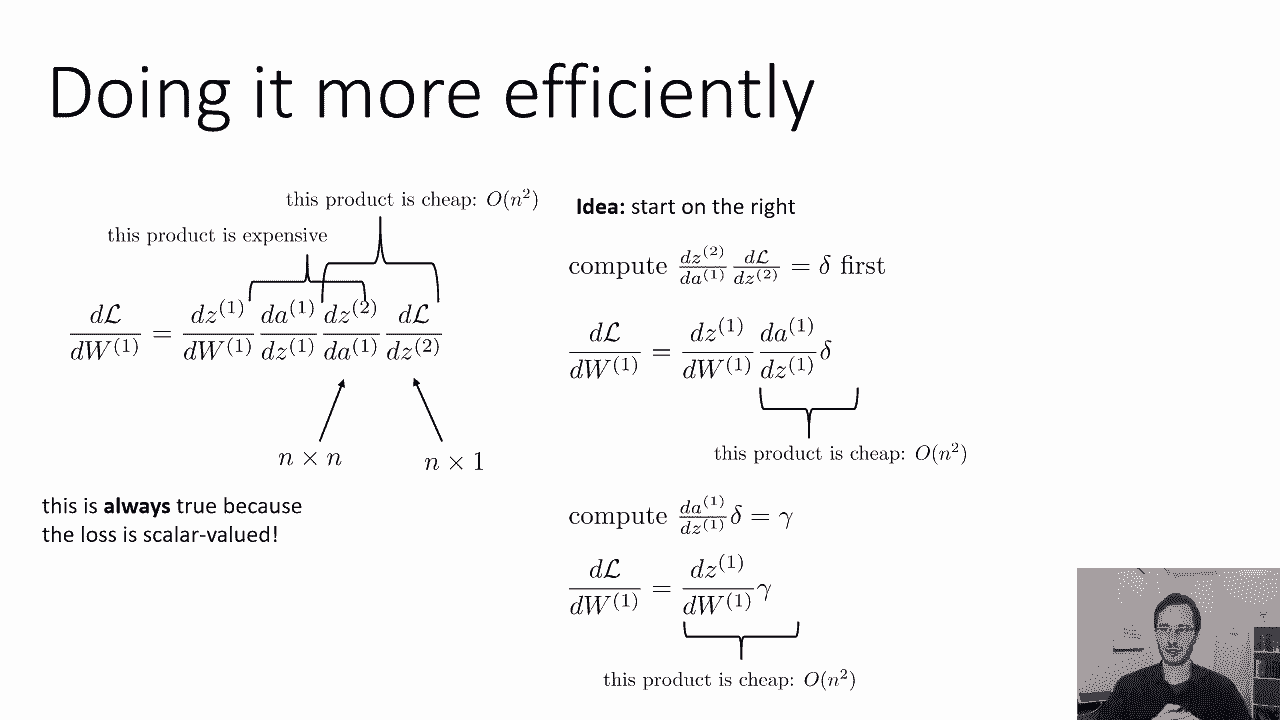 Doing it more efficiently
this product is cheap: $O(n^2)$
this product is expensive
$\frac{d\mathcal{L}}{dW^{(1)}} = \frac{dz^{(1)}}{dW^{(1)}} \frac{da^{(1)}}{dz^{(1)}} \frac{dz^{(2)}}{da^{(1)}} \frac{d\mathcal{L}}{dz^{(2)}}$
$n \times n$
$n \times 1$
this is always true because
the loss is scalar-valued!
Idea: start on the right
compute $\frac{dz^{(2)}}{da^{(1)}} \frac{d\mathcal{L}}{dz^{(2)}} = \delta$ first
$\frac{d\mathcal{L}}{dW^{(1)}} = \frac{dz^{(1)}}{dW^{(1)}} \frac{da^{(1)}}{dz^{(1)}} \delta$
this product is cheap: $O(n^2)$
compute $\frac{da^{(1)}}{dz^{(1)}} \delta = \gamma$
$\frac{d\mathcal{L}}{dW^{(1)}} = \frac{dz^{(1)}}{dW^{(1)}} \gamma$
this product is cheap: $O(n^2)$